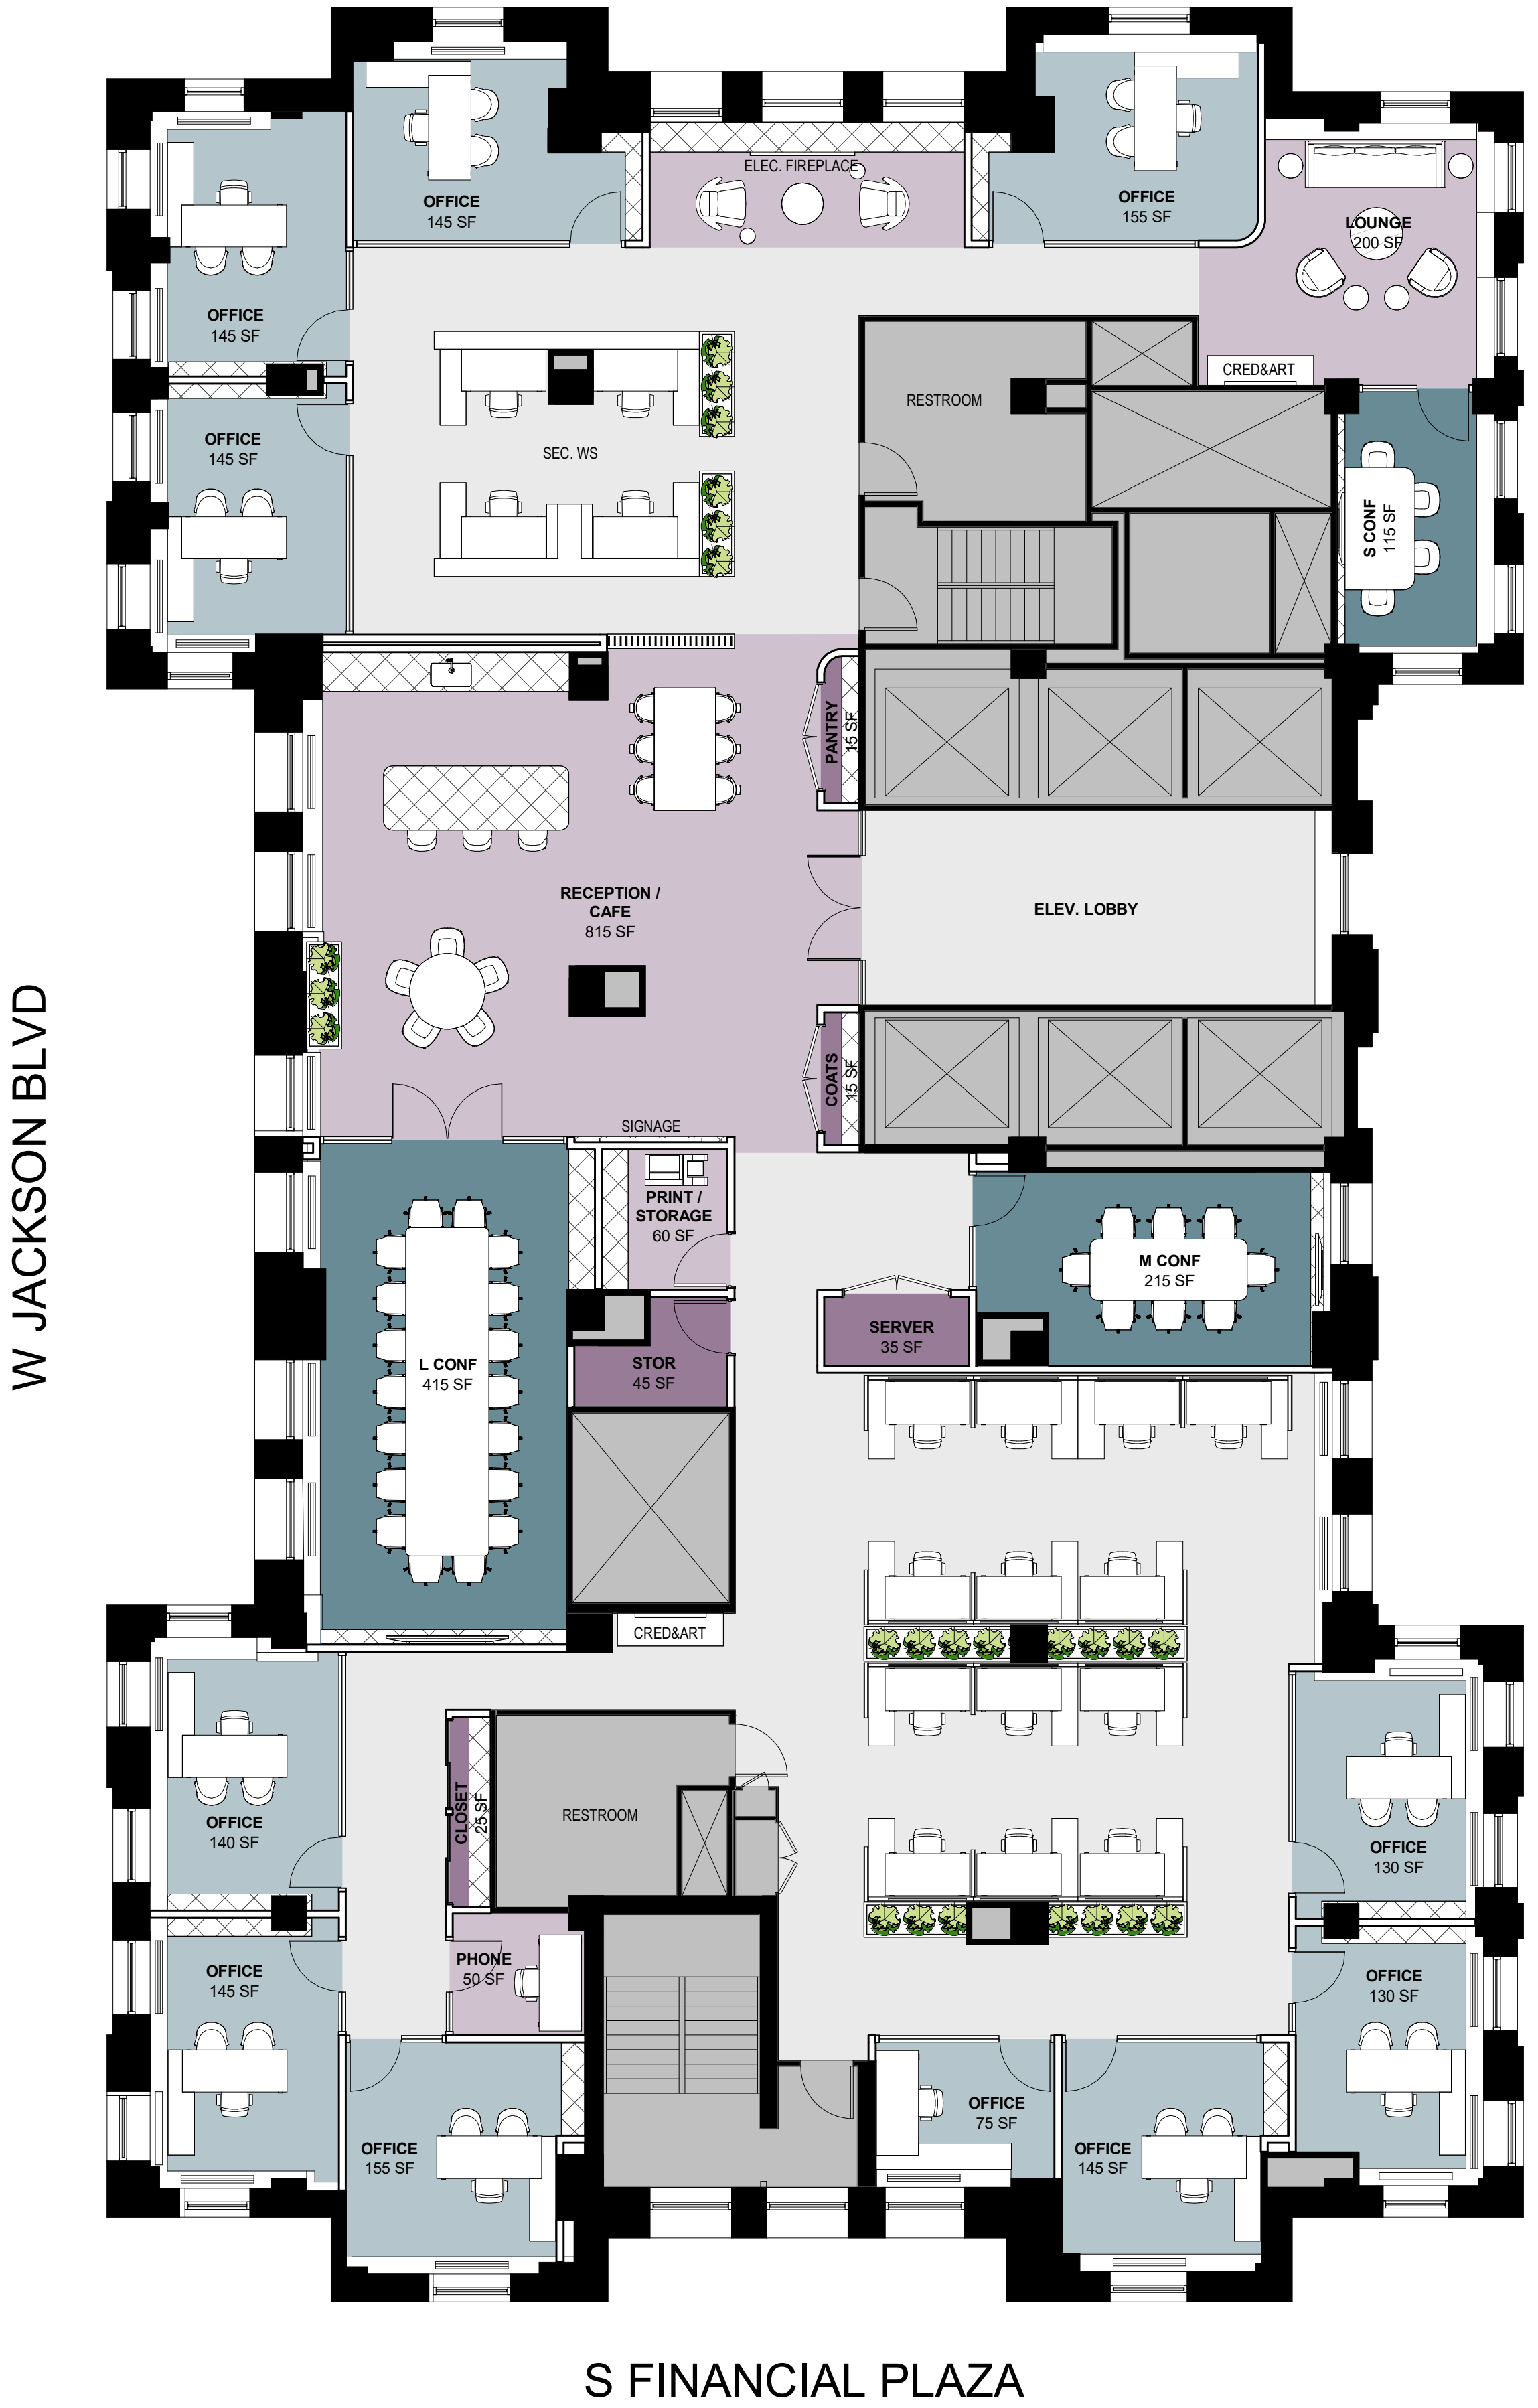 ELEC. FIREPLACE
OFFICE
145 SF
OFFICE
155 SF
LOUNGE
200 SF
OFFICE
145 SF
CRED&ART
RESTROOM
OFFICE
145 SF
SEC. WS
S CONF
115 SF
PANTRY
15 SF
RECEPTION /
CAFE
815 SF
ELEV. LOBBY
COATS
15 SF
SIGNAGE
W JACKSON BLVD
PRINT /
STORAGE
60 SF
M CONF
215 SF
SERVER
35 SF
L CONF
415 SF
STOR
45 SF
CRED&ART
OFFICE
140 SF
CLOSET
25 SF
RESTROOM
OFFICE
130 SF
PHONE
50 SF
OFFICE
145 SF
OFFICE
130 SF
OFFICE
155 SF
OFFICE
75 SF
OFFICE
145 SF
S FINANCIAL PLAZA